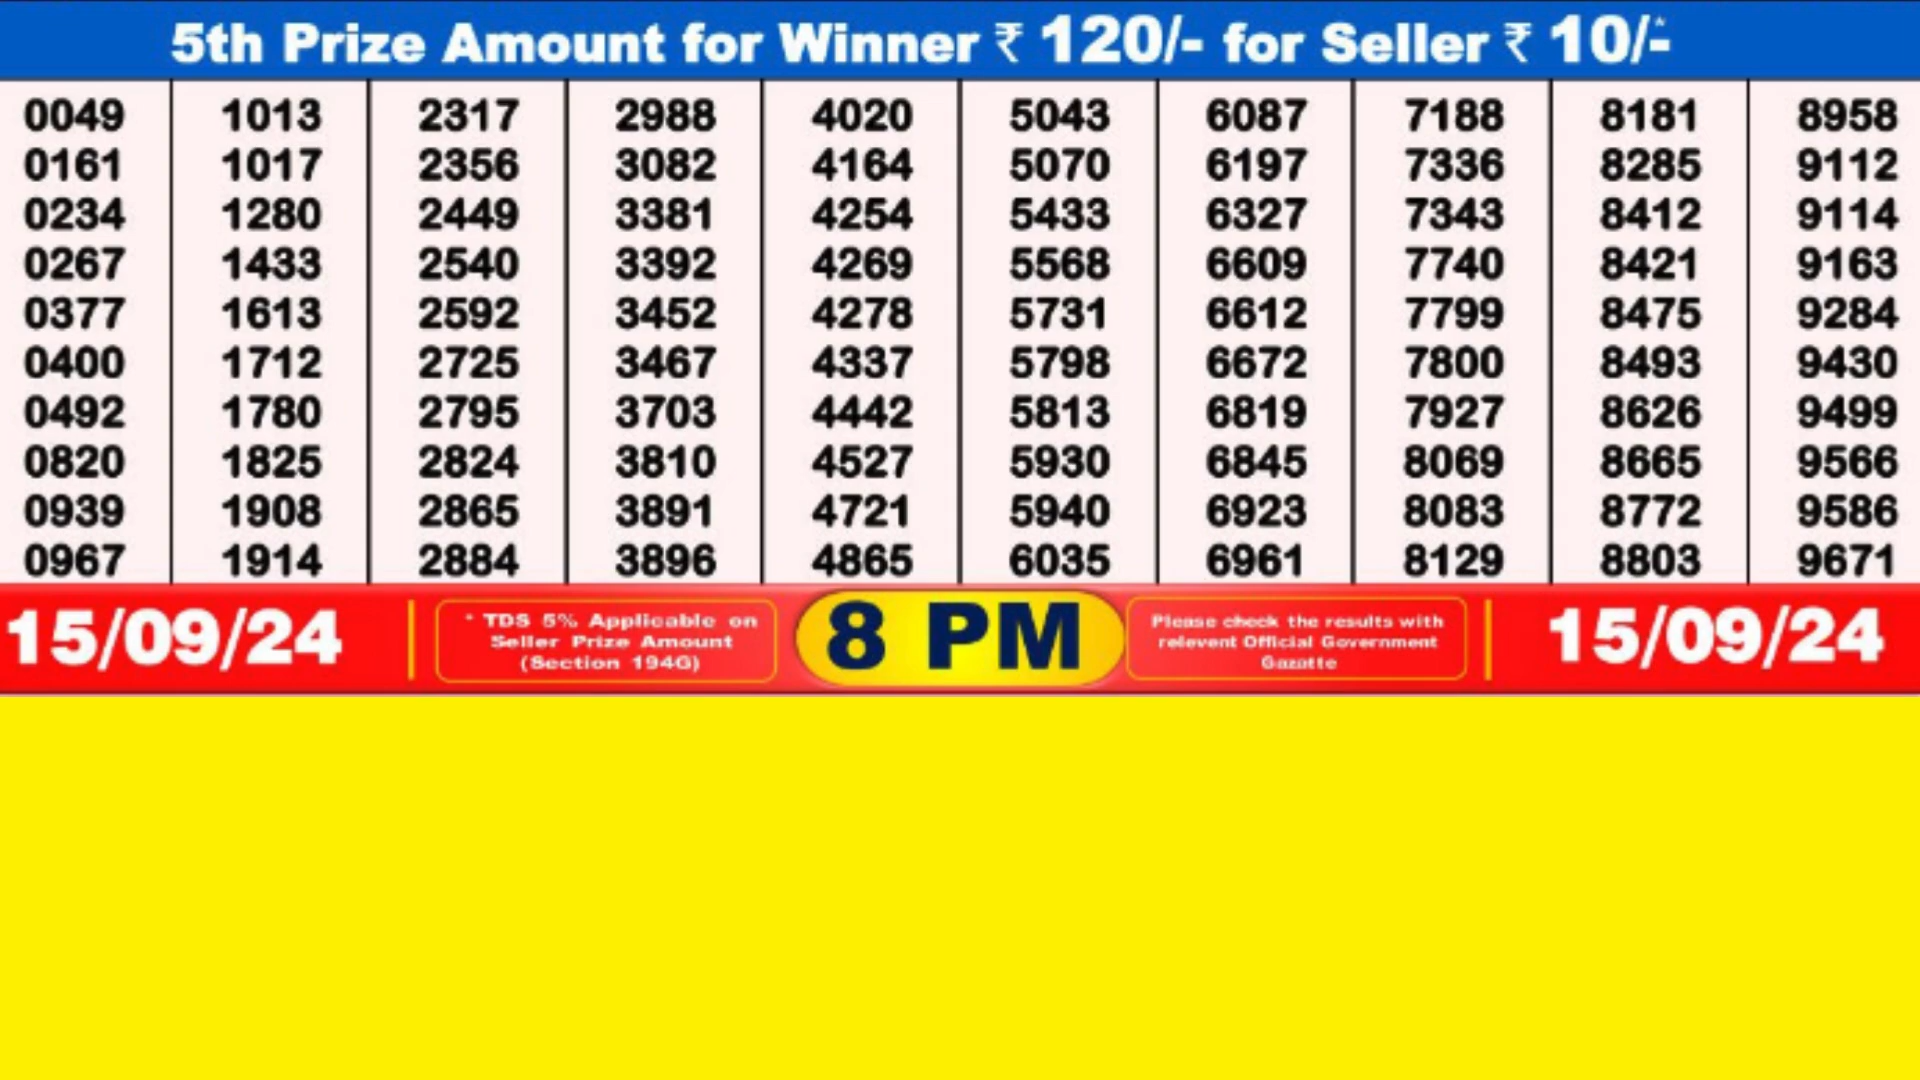 5th Prize Amount for Winner ₹ 120/- for Seller ₹ 10/-*
0049 1013 2317 2988 4020 5043 6087 7188 8181 8958
0161 1017 2356 3082 4164 5070 6197 7336 8285 9112
0234 1280 2449 3381 4254 5433 6327 7343 8412 9114
0267 1433 2540 3392 4269 5568 6609 7740 8421 9163
0377 1613 2592 3452 4278 5731 6612 7799 8475 9284
0400 1712 2725 3467 4337 5798 6672 7800 8493 9430
0492 1780 2795 3703 4442 5813 6819 7927 8626 9499
0820 1825 2824 3810 4527 5930 6845 8069 8665 9566
0939 1908 2865 3891 4721 5940 6923 8083 8772 9586
0967 1914 2884 3896 4865 6035 6961 8129 8803 9671
15/09/24
* TDS 5% Applicable on
Seller Prize Amount
(Section 194G)
8 PM
Please check the results with
relevent Official Government
Gazatte
15/09/24